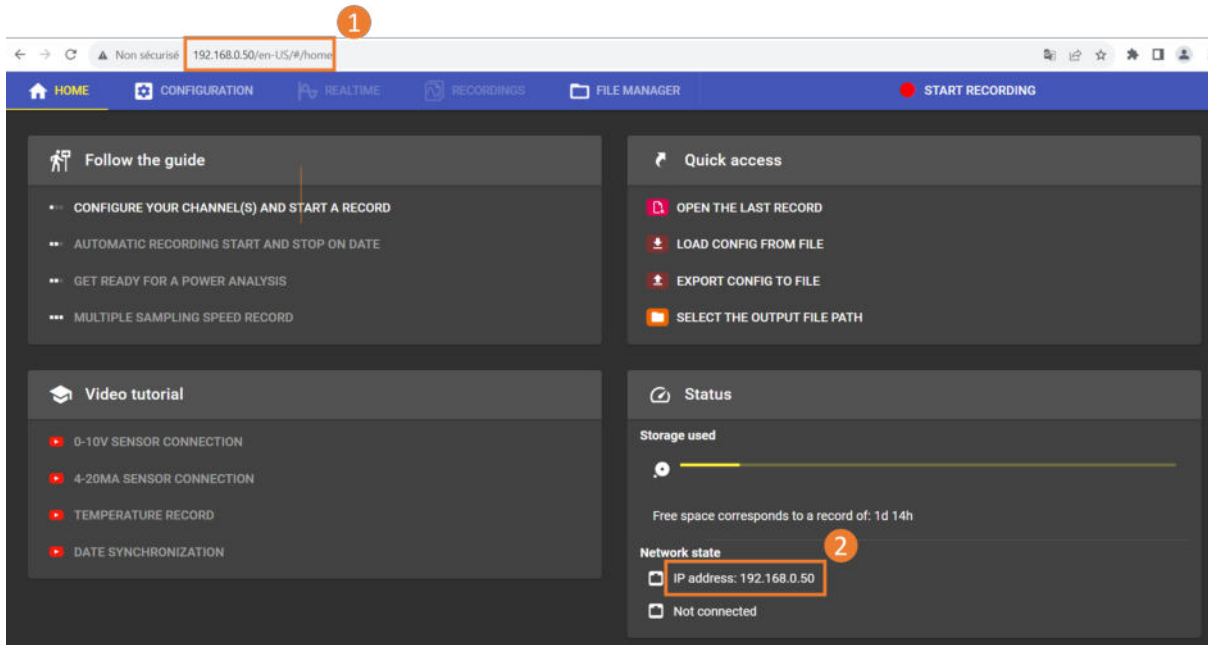 1
Non sécurisé 192.168.0.50/en-US/#/home
HOME CONFIGURATION REALTIME RECORDINGS FILE MANAGER START RECORDING
Follow the guide
CONFIGURE YOUR CHANNEL(S) AND START A RECORD
AUTOMATIC RECORDING START AND STOP ON DATE
GET READY FOR A POWER ANALYSIS
MULTIPLE SAMPLING SPEED RECORD
Quick access
OPEN THE LAST RECORD
LOAD CONFIG FROM FILE
EXPORT CONFIG TO FILE
SELECT THE OUTPUT FILE PATH
Video tutorial
0-10V SENSOR CONNECTION
4-20MA SENSOR CONNECTION
TEMPERATURE RECORD
DATE SYNCHRONIZATION
Status
Storage used
Free space corresponds to a record of: 1d 14h
Network state
2
IP address: 192.168.0.50
Not connected